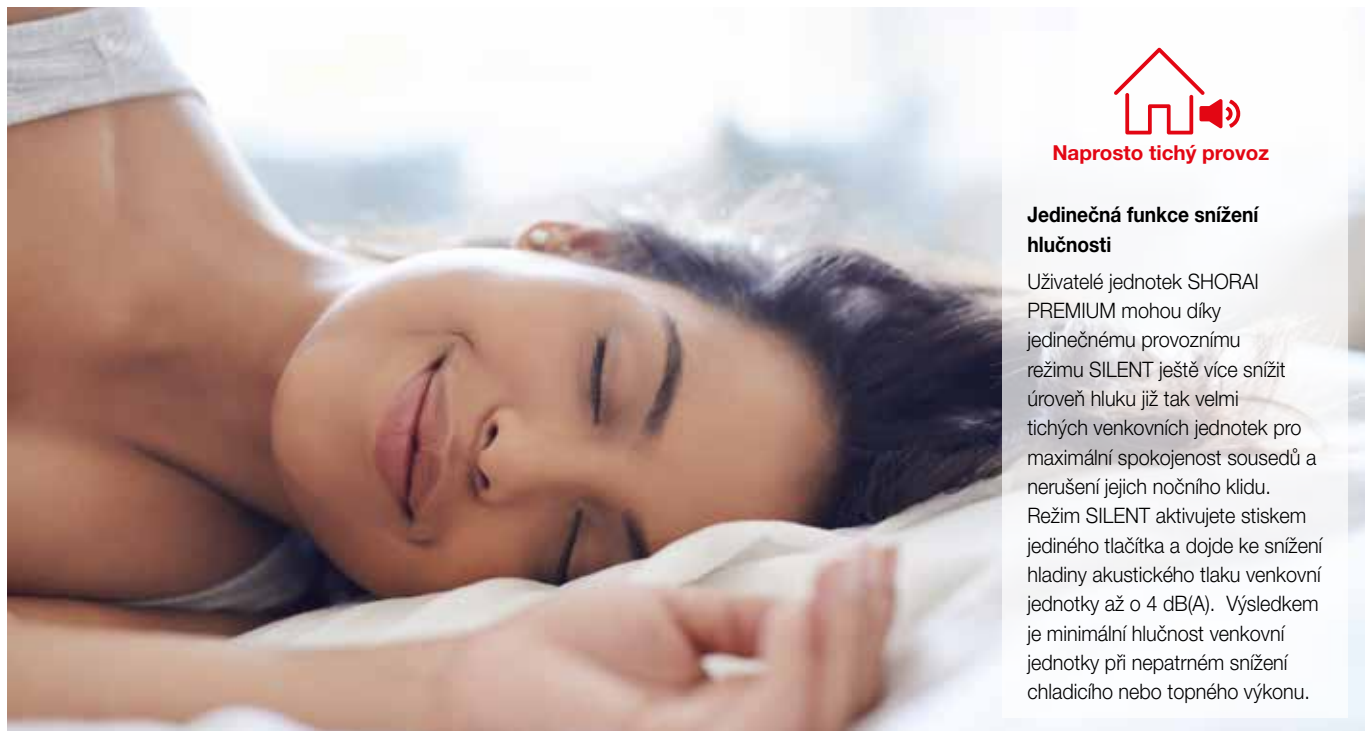 Naprosto tichý provoz
Jedinečná funkce snížení
hlučnosti
Uživatelé jednotek SHORAI
PREMIUM mohou díky
jedinečnému provoznímu
režimu SILENT ještě více snížit
úroveň hluku již tak velmi
tichých venkovních jednotek pro
maximální spokojenost sousedů a
nerušení jejich nočního klidu.
Režim SILENT aktivujete stiskem
jediného tlačítka a dojde ke snížení
hladiny akustického tlaku venkovní
jednotky až o 4 dB(A).  Výsledkem
je minimální hlučnost venkovní
jednotky při nepatrném snížení
chladicího nebo topného výkonu.